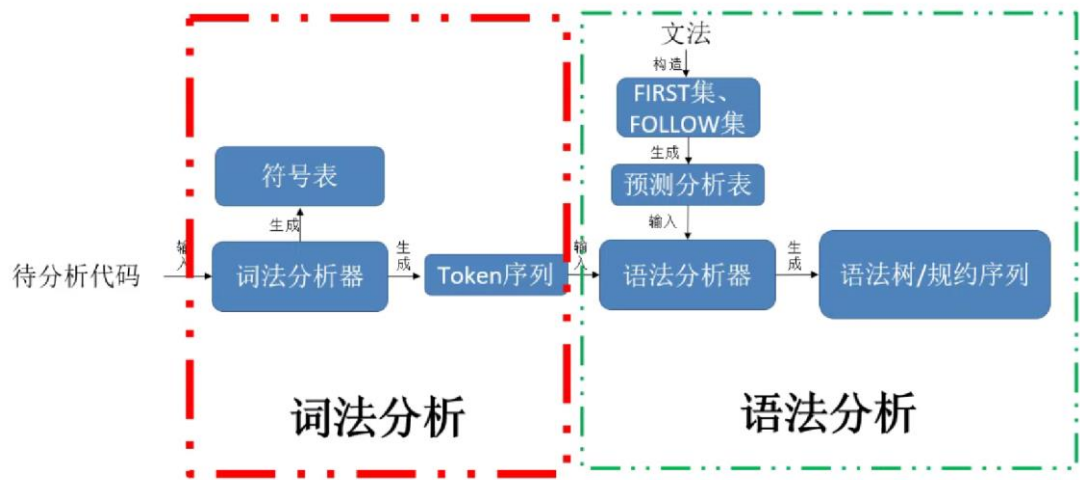 文法
构造
FIRST集、
FOLLOW集
生成
预测分析表
输入
符号表
生成
待分析代码
输入
词法分析器
生成
Token序列
输入
语法分析器
生成
语法树/规约序列
词法分析
语法分析